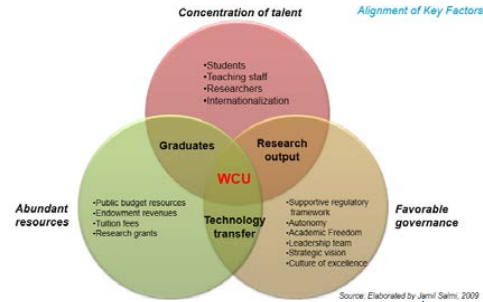 Concentration of talent
Alignment of Key Factors
•Students
•Teaching staff
•Researchers
•Internationalization
Graduates
Research
output
WCU
Abundant
resources
•Public budget resources
•Endowment revenues
•Tuition fees
•Research grants
Technology
transfer
•Supportive regulatory
framework
•Autonomy
•Academic Freedom
•Leadership team
•Strategic vision
•Culture of excellence
Favorable
governance
Source: Elaborated by Jamil Salmi, 2009